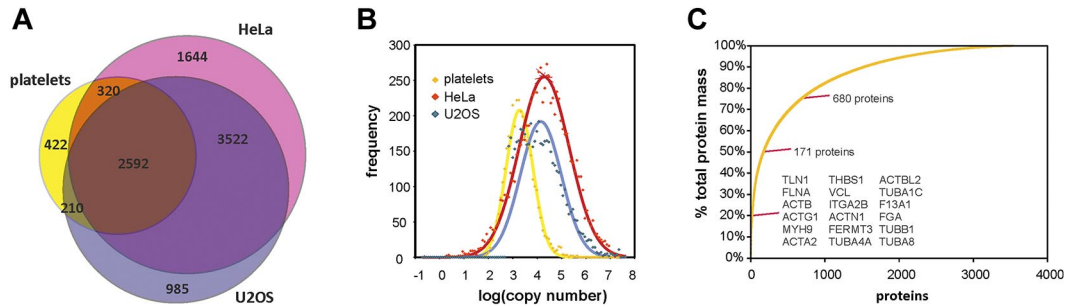 A
HeLa
1644
platelets
320
422
2592
3522
210
985
U2OS
B
300
250
200
150
100
50
0
frequency
platelets
HeLa
U2OS
-1 0 1 2 3 4 5 6 7 8
log(copy number)
C
100%
90%
80%
70%
60%
50%
40%
30%
20%
10%
0%
% total protein mass
680 proteins
171 proteins
TLN1 THBS1 ACTBL2
FLNA VCL TUBA1C
ACTB ITGA2B F13A1
ACTG1 ACTN1 FGA
MYH9 FERMT3 TUBB1
ACTA2 TUBA4A TUBA8
0 1000 2000 3000 4000
proteins